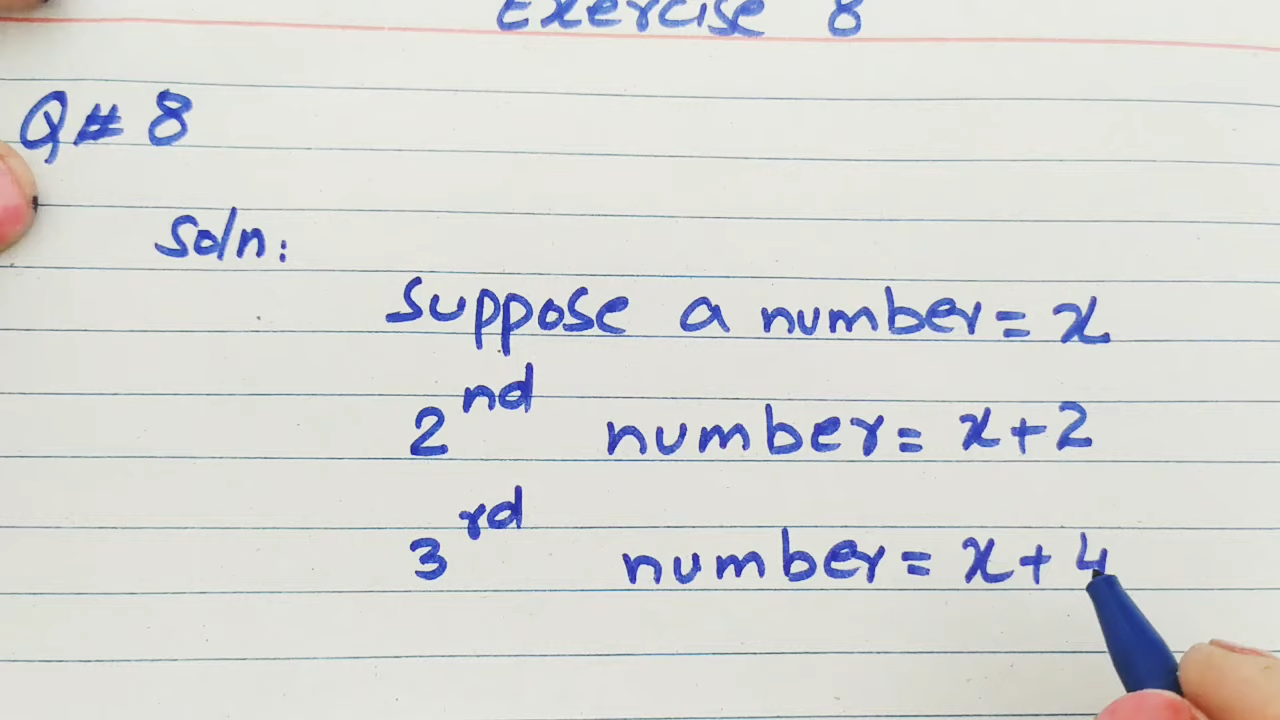 Exercise 8
Q # 8
Soln:
Suppose a number = x
2nd number = x+2
3rd number = x+4